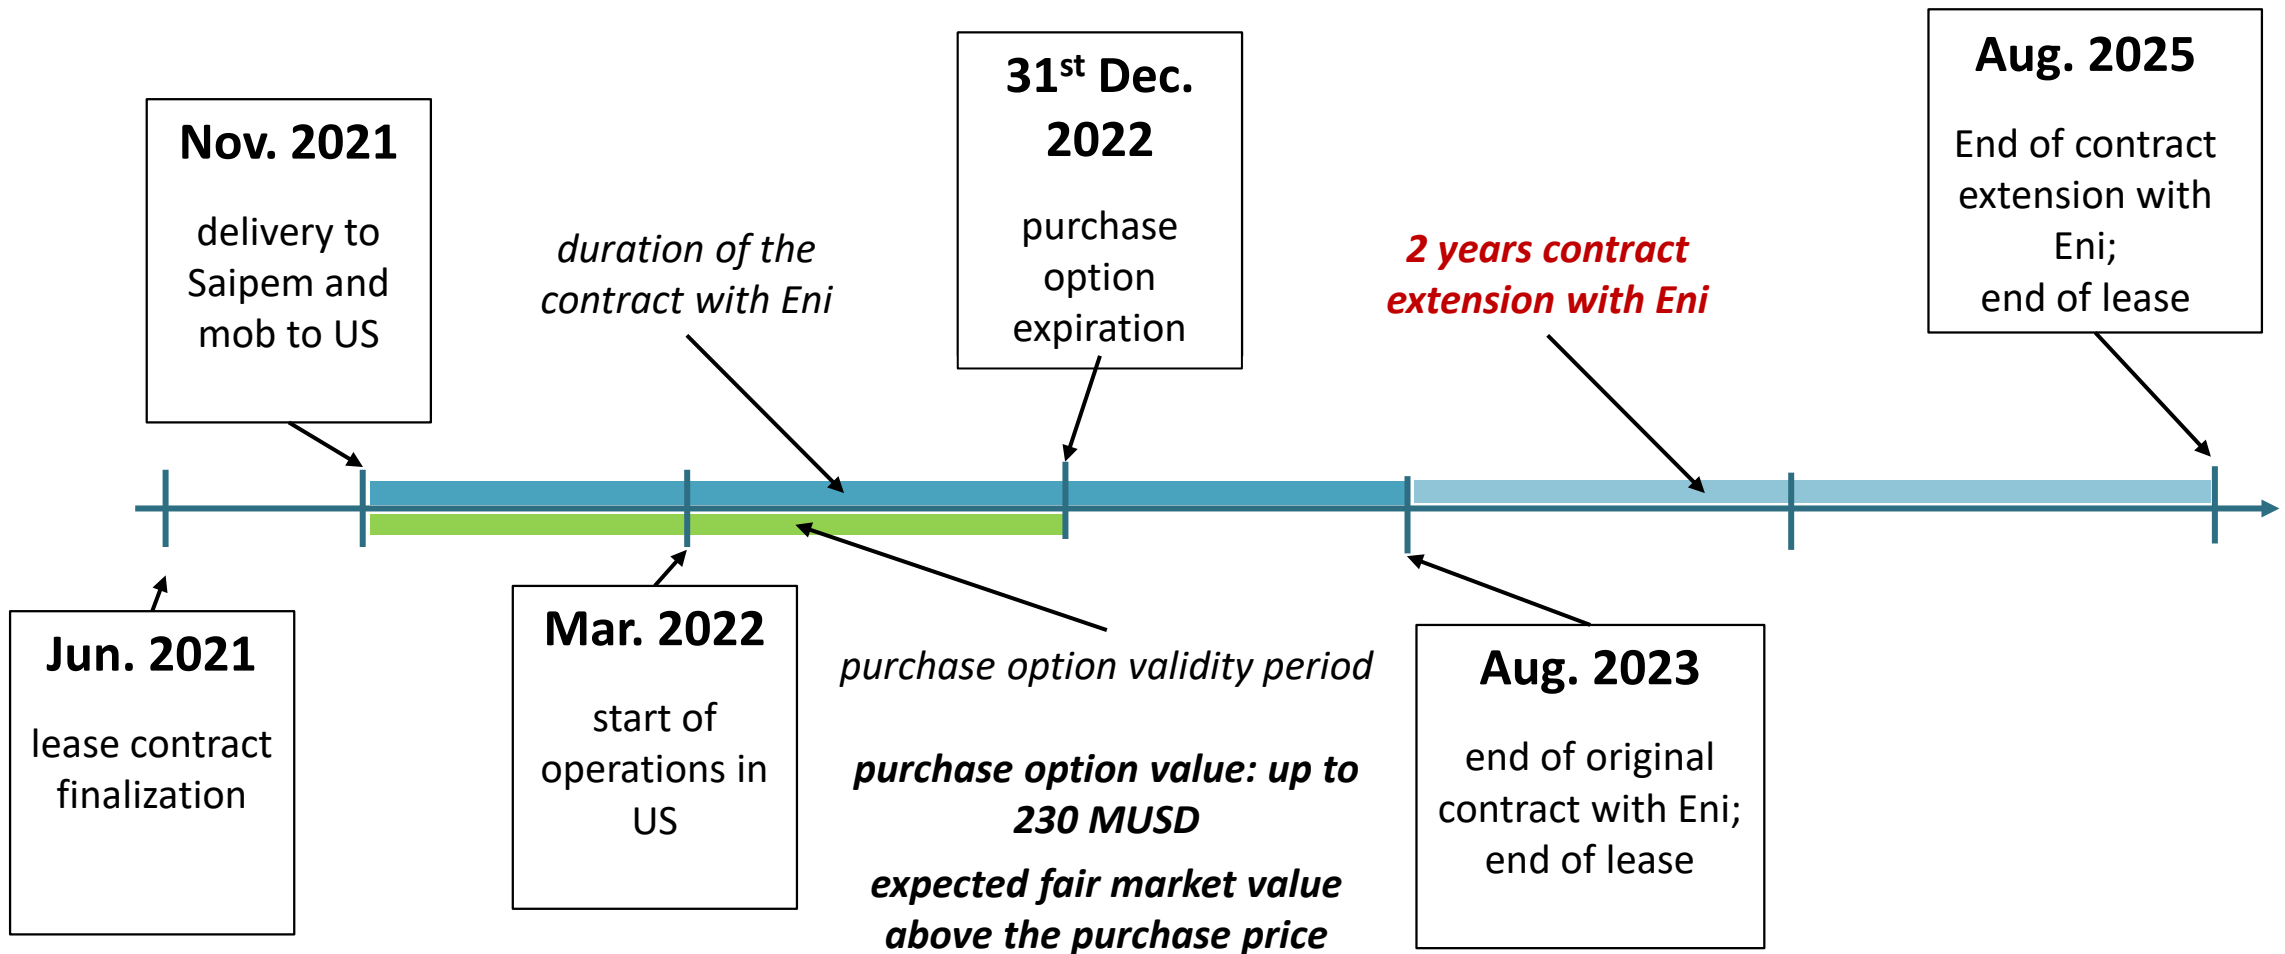 Nov. 2021
delivery to
Saipem and
mob to US
duration of the
contract with Eni
31st Dec.
2022
purchase
option
expiration
2 years contract
extension with Eni
Aug. 2025
End of contract
extension with
Eni;
end of lease
Jun. 2021
lease contract
finalization
Mar. 2022
start of
operations in
US
purchase option validity period
purchase option value: up to
230 MUSD
expected fair market value
above the purchase price
Aug. 2023
end of original
contract with Eni;
end of lease